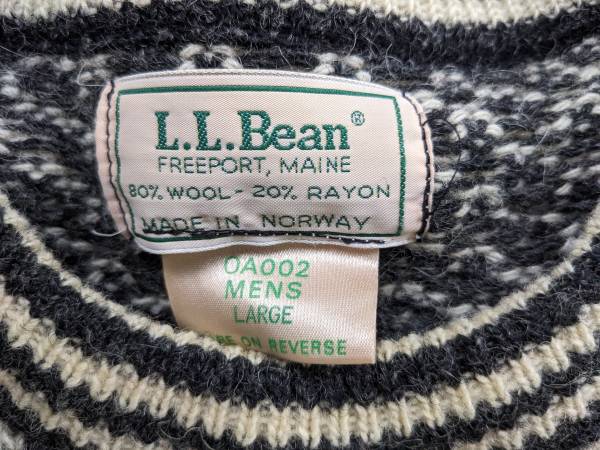 L.L.Bean®
FREEPORT, MAINE
80% WOOL - 20% RAYON
MADE IN NORWAY
OA002
MENS
LARGE
ON REVERSE